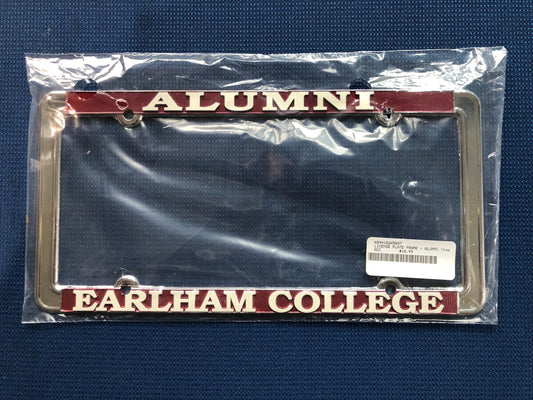 ALUMNI
LICENSE PLATE FRAME - ALUMNI
EARLHAM COLLEGE